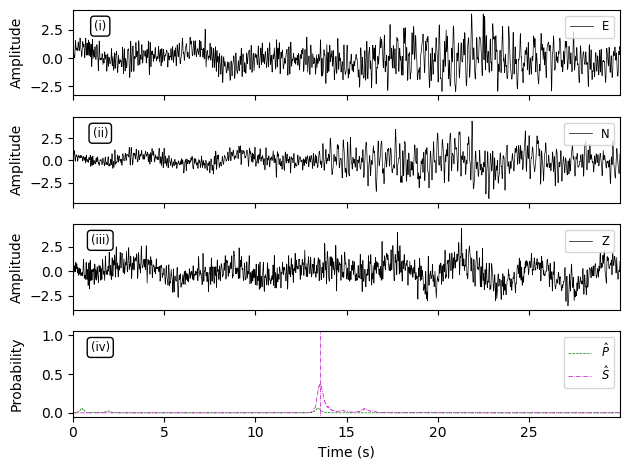 (i)
E
Amplitude
2.5
0.0
−2.5
(ii)
N
Amplitude
2.5
0.0
−2.5
(iii)
Z
Amplitude
2.5
0.0
−2.5
(iv)
P̂
Ŝ
Probability
1.0
0.5
0.0
0 5 10 15 20 25
Time (s)